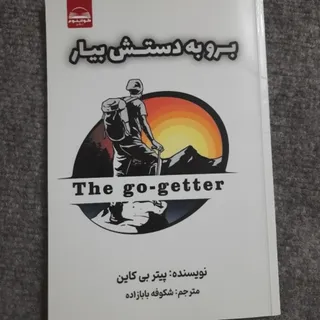 برو به دستش بیار
The go-getter
نویسنده: پیتر بی کاین
مترجم: شکوفه بابازاده